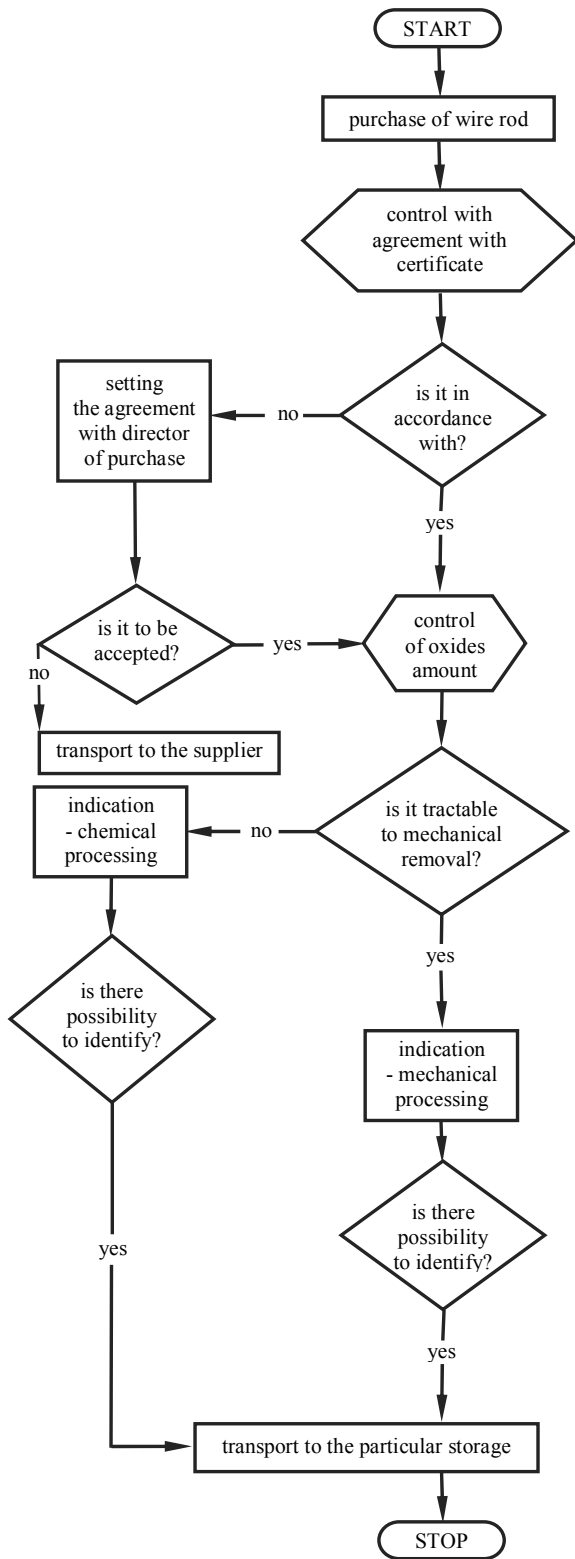 START
purchase of wire rod
control with
agreement with
certificate
is it in
accordance
with?
no
setting
the agreement
with director
of purchase
yes
is it to be
accepted?
yes
control
of oxides
amount
no
transport to the supplier
is it tractable
to mechanical
removal?
no
indication
- chemical
processing
yes
is there
possibility
to identify?
indication
- mechanical
processing
is there
possibility
to identify?
yes
yes
transport to the particular storage
STOP